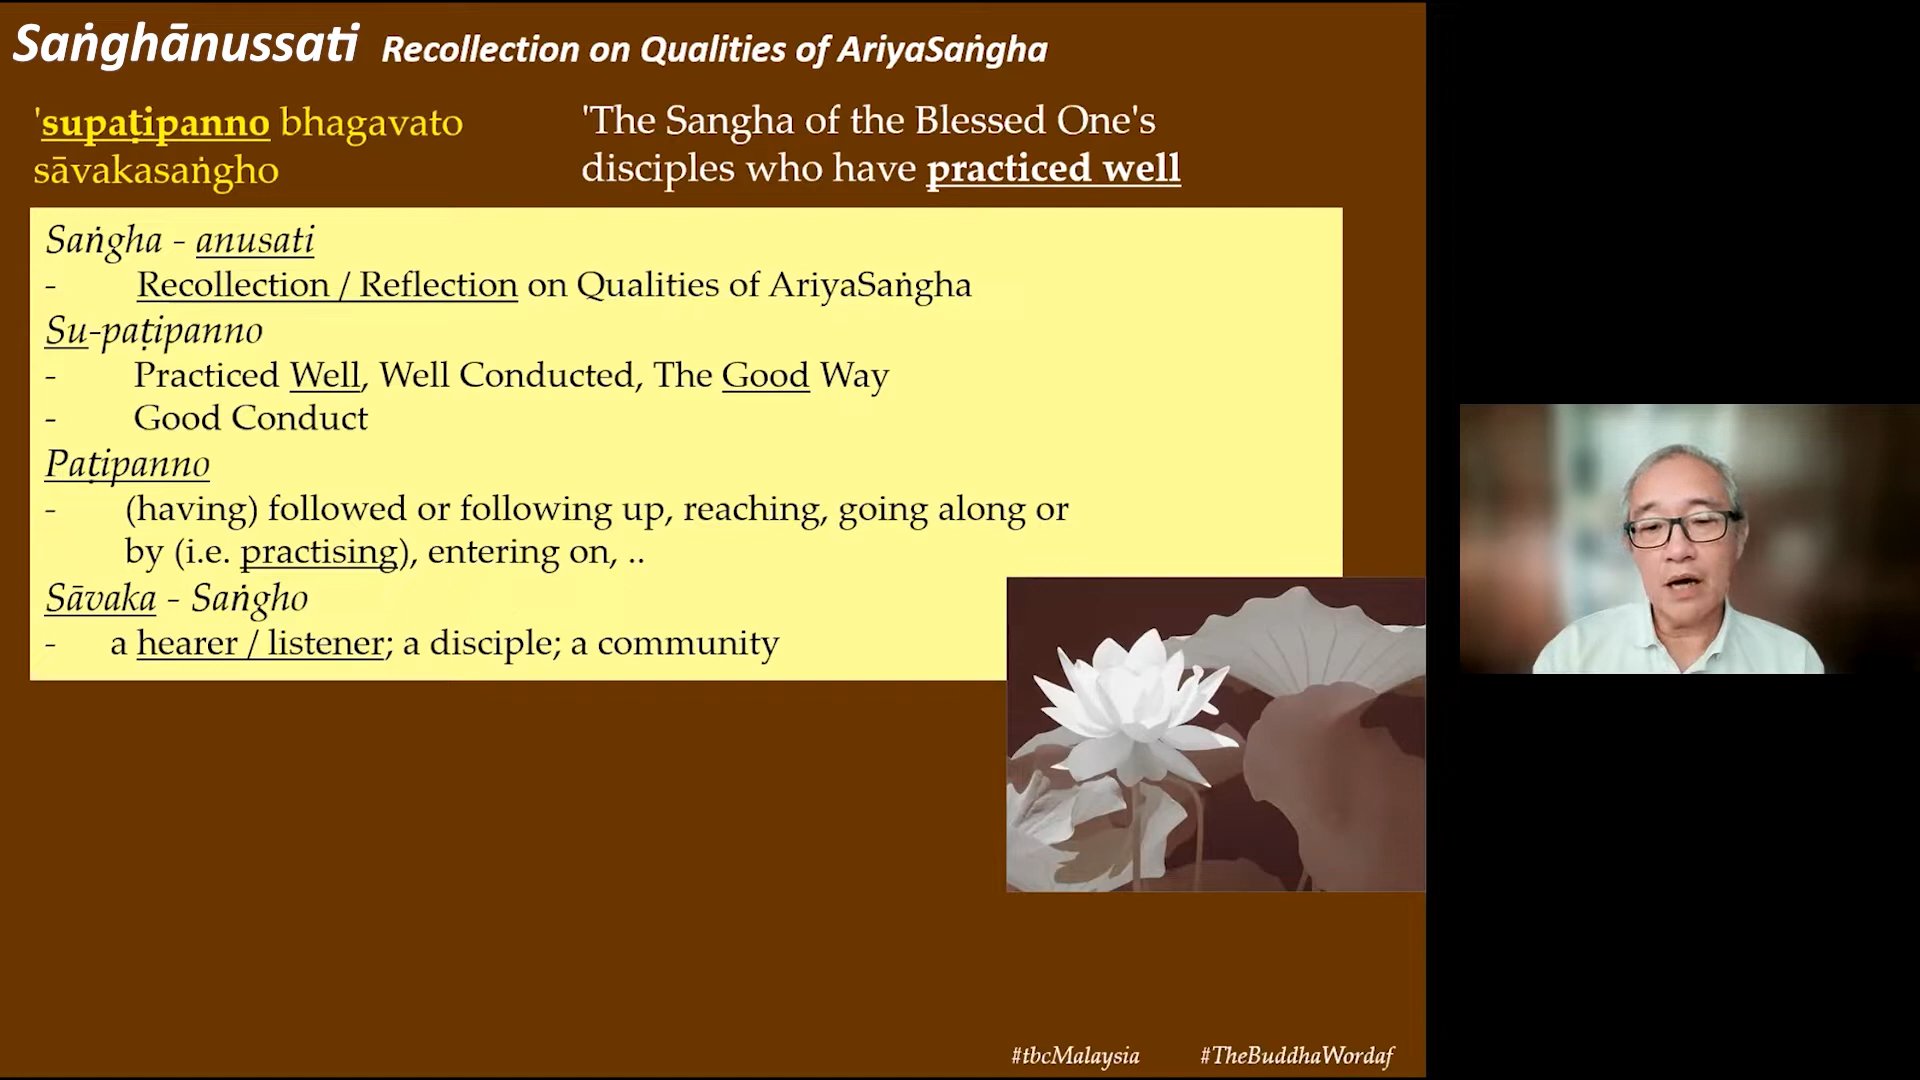 Saṅghānussati Recollection on Qualities of AriyaSaṅgha
'supaṭipanno bhagavato
sāvakasaṅgho
'The Sangha of the Blessed One's
disciples who have practiced well
Saṅgha - anusati
- Recollection / Reflection on Qualities of AriyaSaṅgha
Su-paṭipanno
- Practiced Well, Well Conducted, The Good Way
- Good Conduct
Paṭipanno
- (having) followed or following up, reaching, going along or
by (i.e. practising), entering on, ..
Sāvaka - Saṅgho
- a hearer / listener; a disciple; a community
#tbcMalaysia #TheBuddhaWordaf